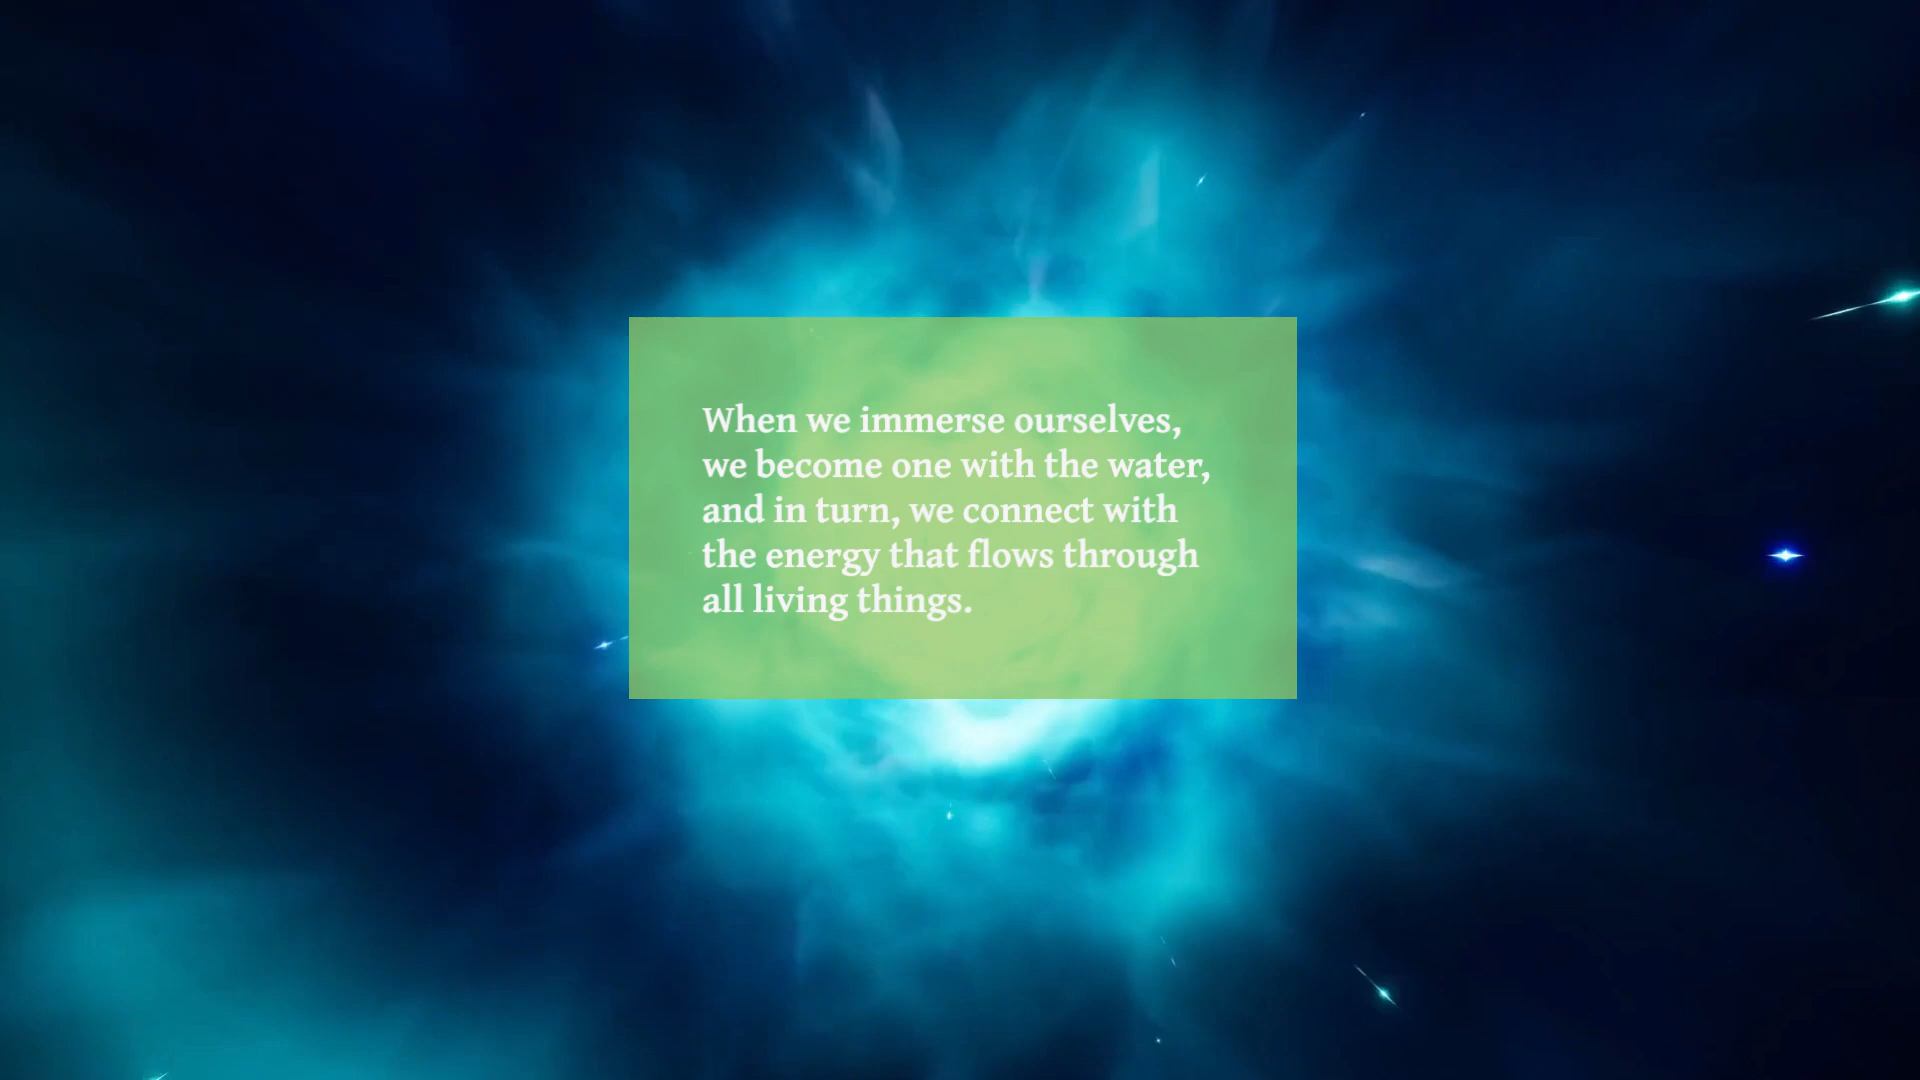 When we immerse ourselves,
we become one with the water,
and in turn, we connect with
the energy that flows through
all living things.